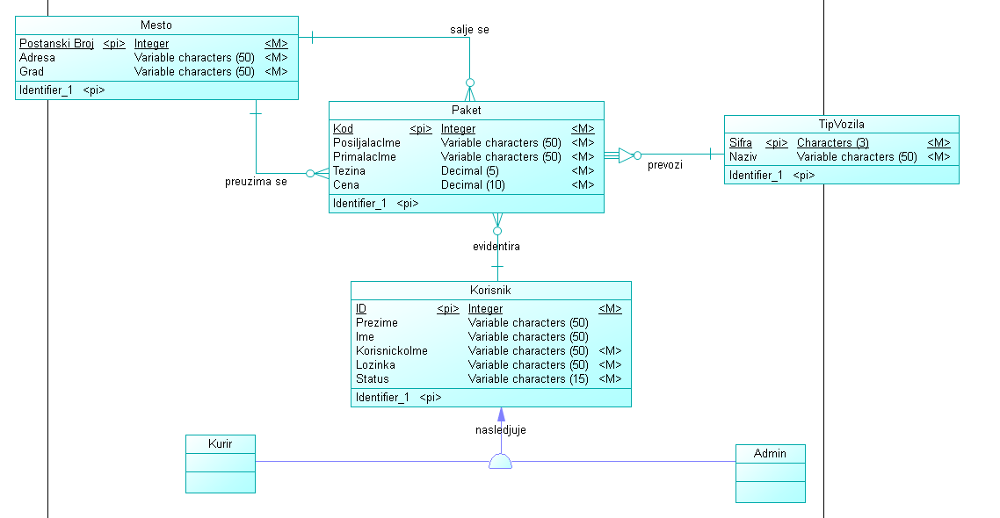 Mesto
Postanski Broj <pi> Integer <M>
Adresa Variable characters (50) <M>
Grad Variable characters (50) <M>
Identifier_1 <pi>
salje se
Paket
Kod <pi> Integer <M>
PosiljalacIme Variable characters (50) <M>
PrimalacIme Variable characters (50) <M>
Tezina Decimal (5) <M>
Cena Decimal (10) <M>
Identifier_1 <pi>
preuzima se
prevozi
TipVozila
Sifra <pi> Characters (3) <M>
Naziv Variable characters (50) <M>
Identifier_1 <pi>
evidentira
Korisnik
ID <pi> Integer <M>
Prezime Variable characters (50)
Ime Variable characters (50)
KorisnickoIme Variable characters (50) <M>
Lozinka Variable characters (50) <M>
Status Variable characters (15) <M>
Identifier_1 <pi>
nasledjuje
Kurir
Admin